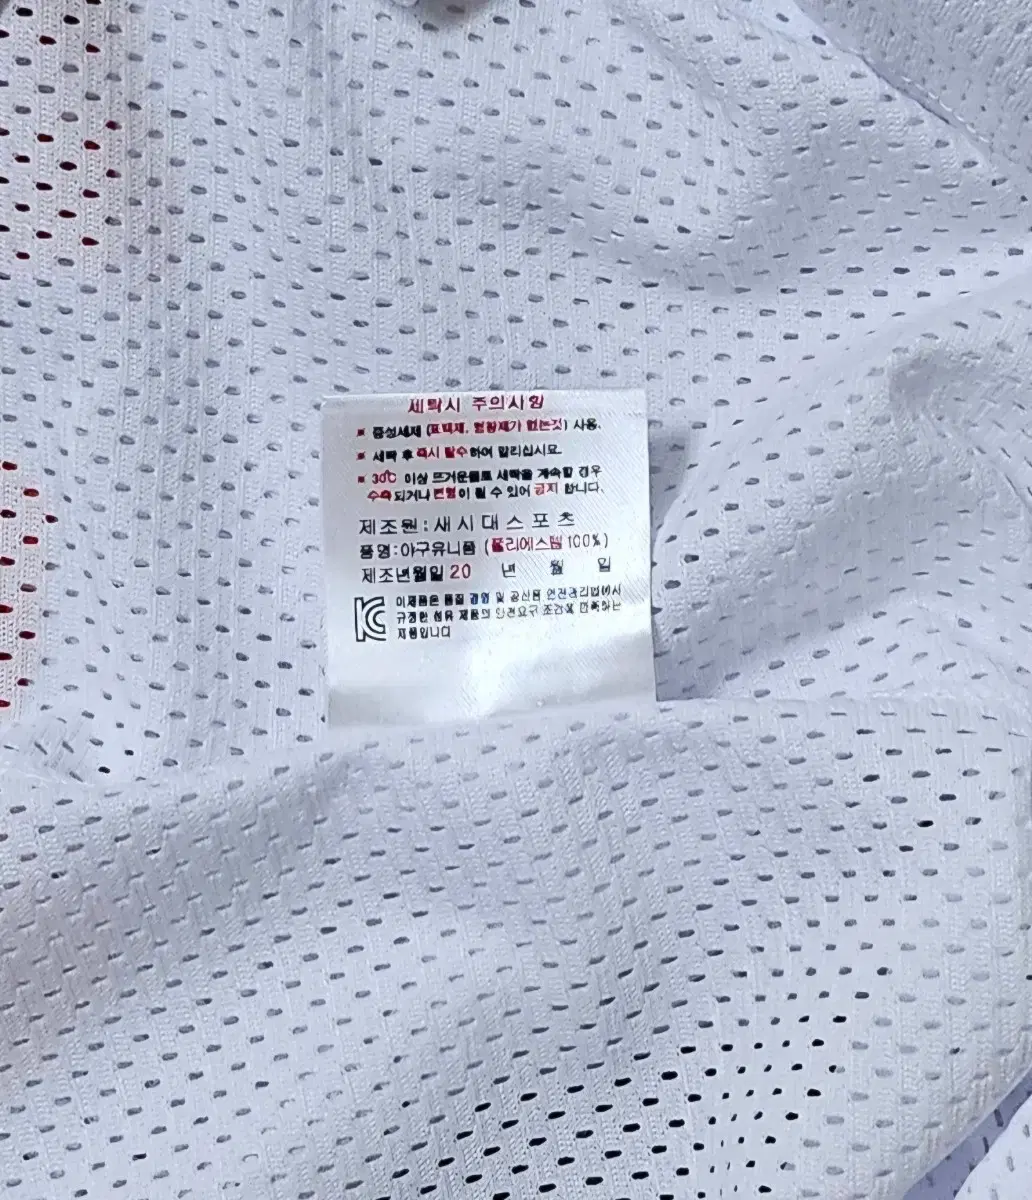 세탁시 주의사항
※ 중성세제 (표백제, 형광제가 없는것) 사용.
※ 세탁 후 즉시 탈수하여 말리십시요.
※ 30℃ 이상 뜨거운물로 세탁을 계속할 경우
수축되거나 변형이 될 수 있어 금지 합니다.
제조원 : 새시대스포츠
품명 : 야구유니폼 (폴리에스텔 100%)
제조년월일 20 년 월 일
이제품은 품질 경영 및 공산품 안전관리법에서
규정한 섬유 제품의 안전요구 조건에 만족하는
제품입니다